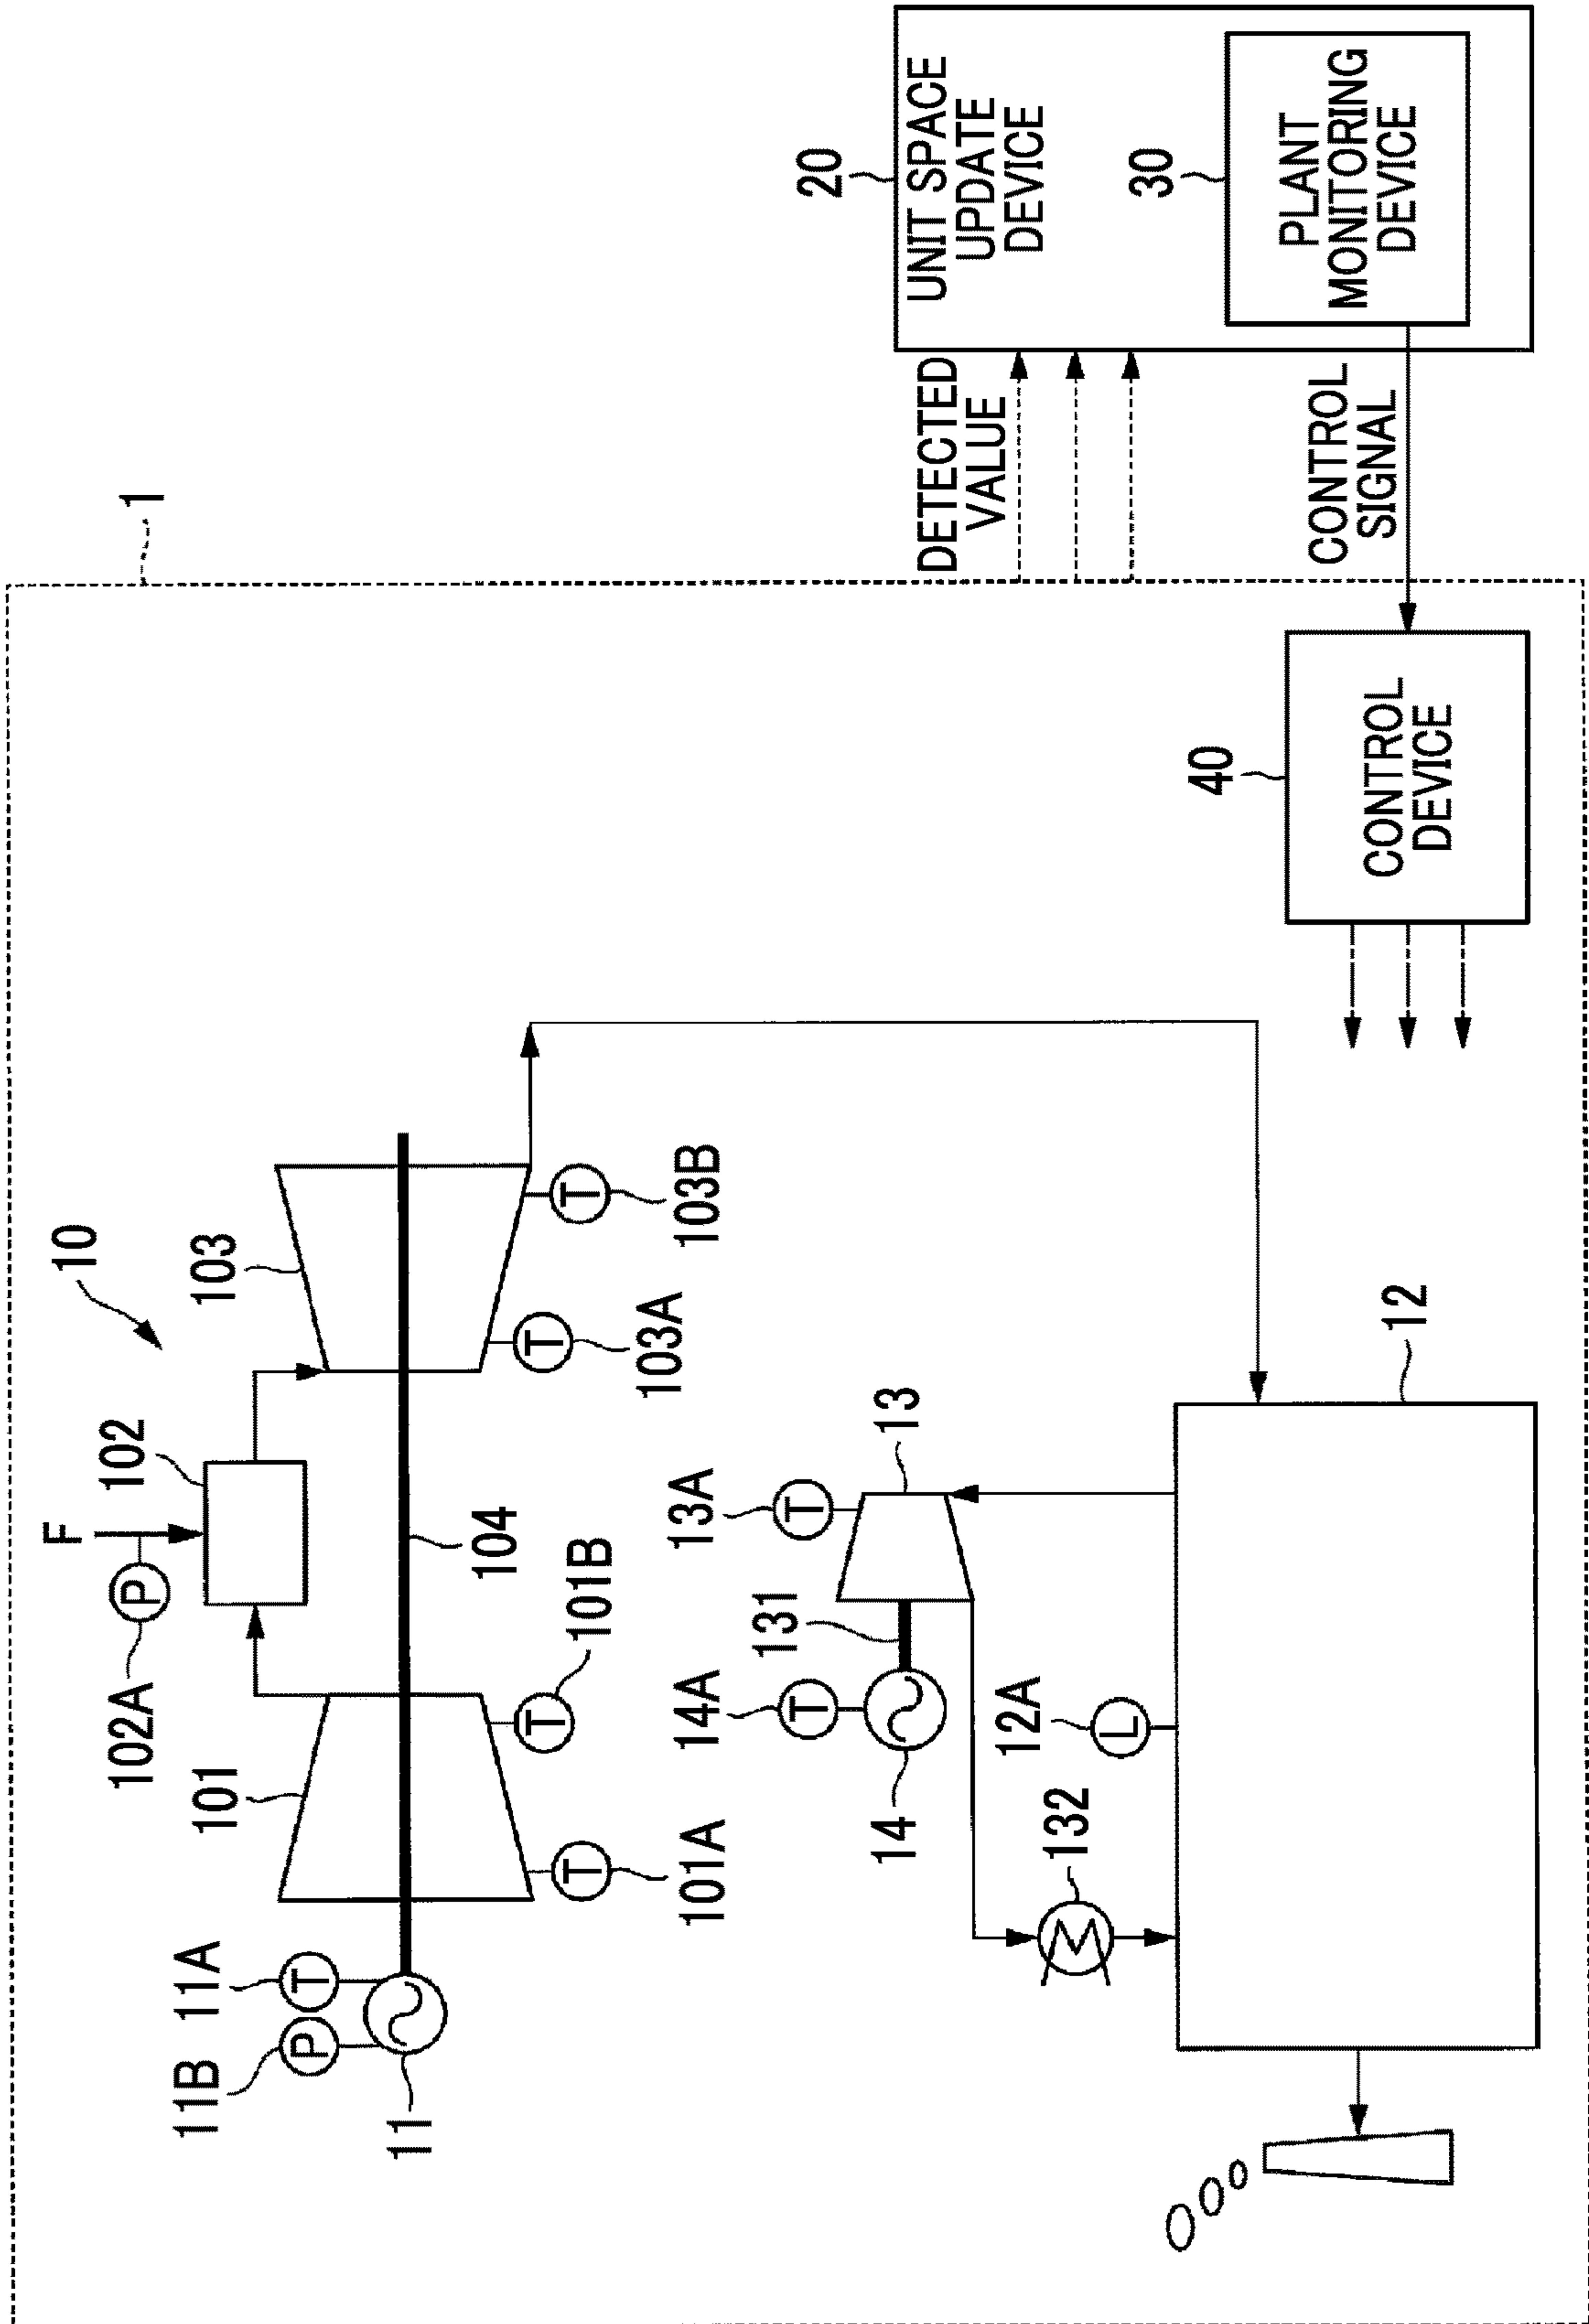 1
10
F
102A
P
102
11B
P
11A
T
11
101
101A
T
101B
T
104
103
103A
T
103B
T
14A
T
14
131
13A
T
13
132
12A
L
12
DETECTED
VALUE
CONTROL
SIGNAL
40
CONTROL
DEVICE
20
UNIT SPACE
UPDATE
DEVICE
30
PLANT
MONITORING
DEVICE